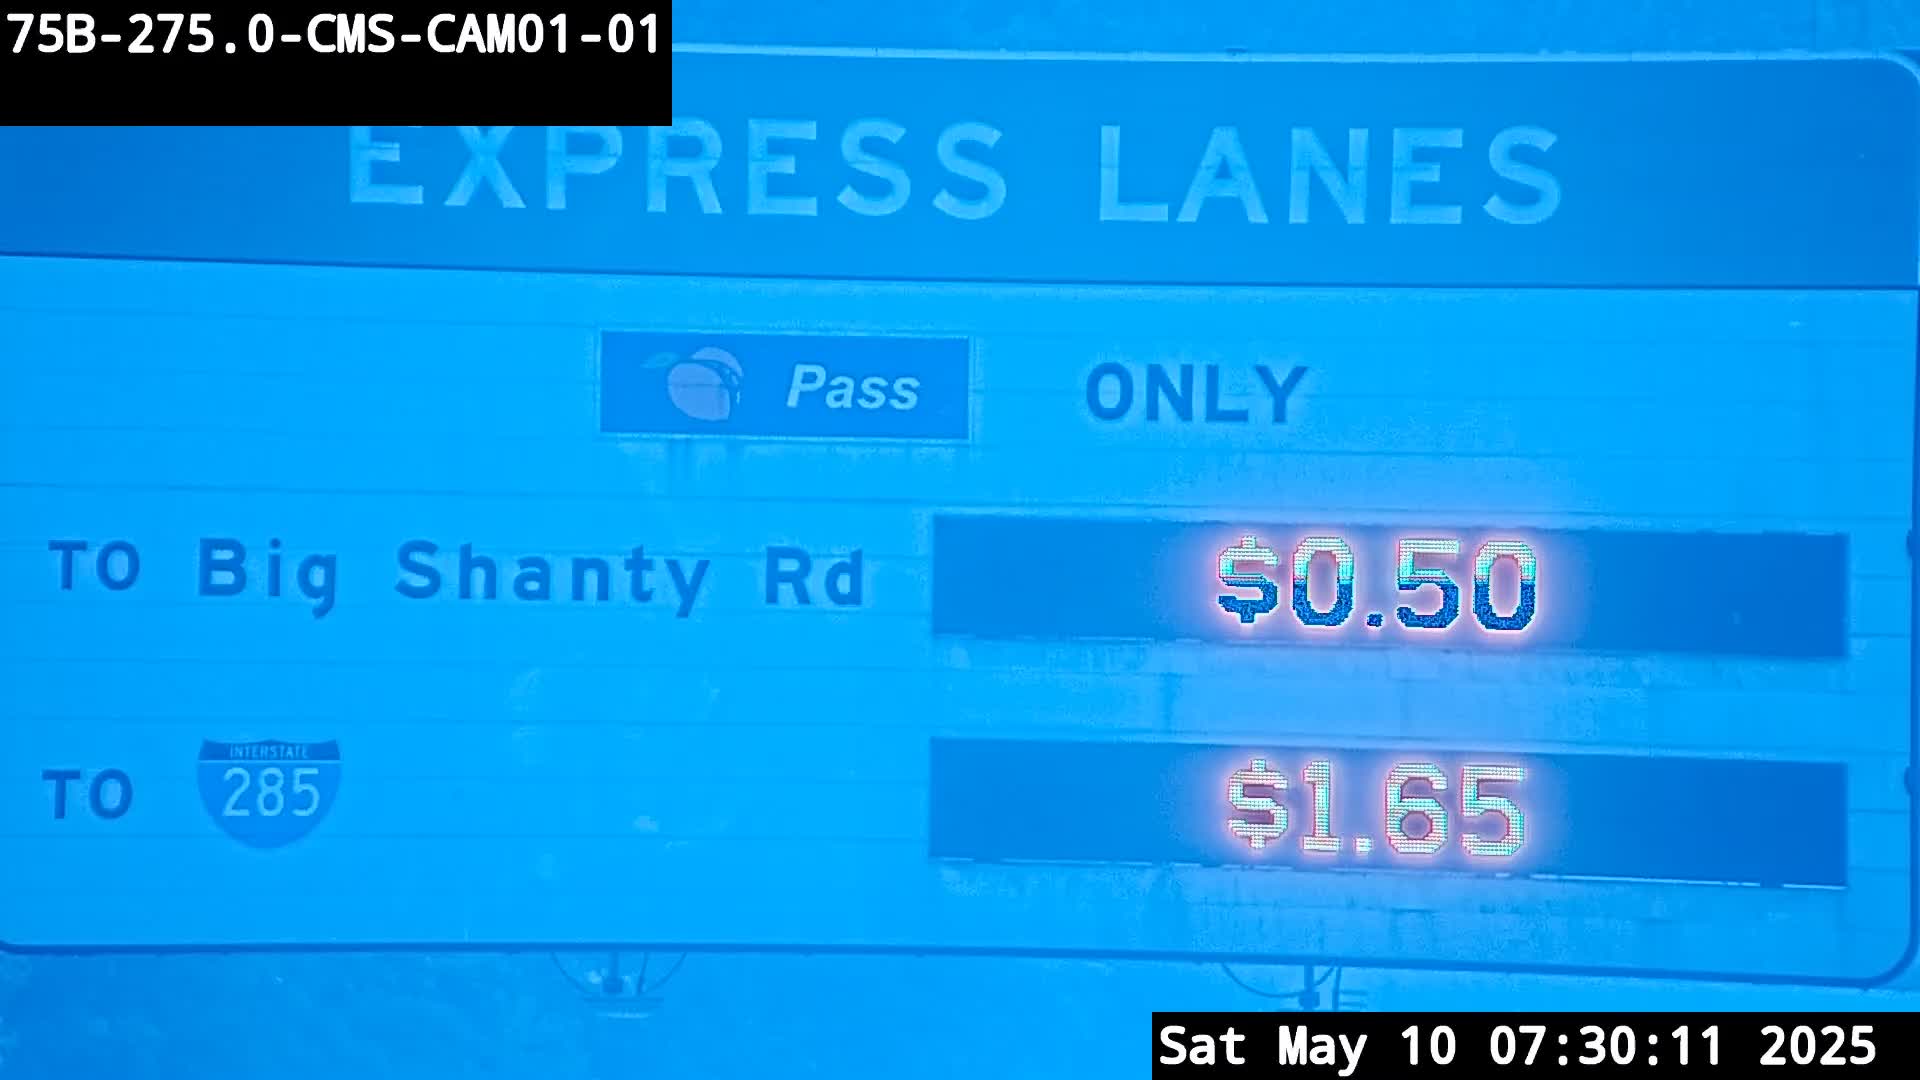 75B-275.0-CMS-CAM01-01
EXPRESS LANES
Pass ONLY
TO Big Shanty Rd $0.50
INTERSTATE
TO 285 $1.65
Sat May 10 07:30:11 2025